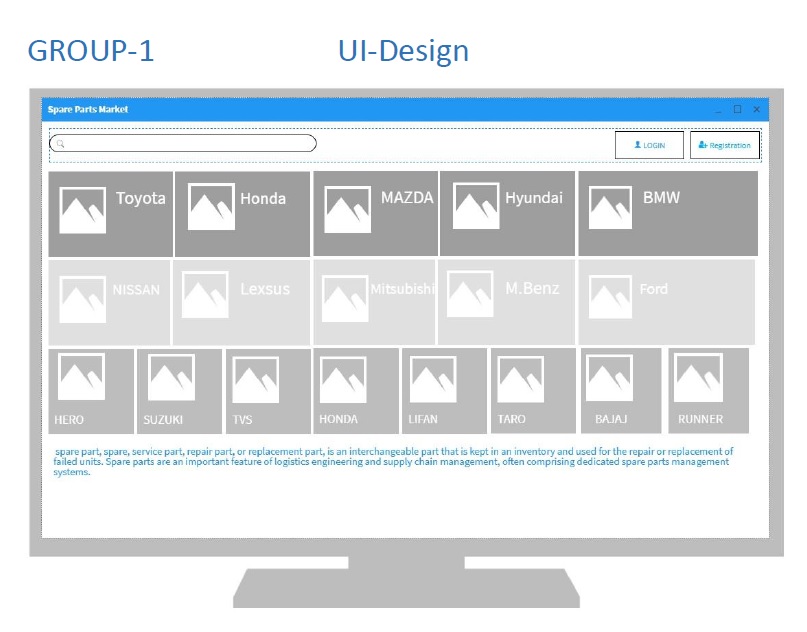 GROUP-1 UI-Design
Spare Parts Market
LOGIN Registration
Toyota Honda MAZDA Hyundai BMW
NISSAN Lexsus Mitsubishi M.Benz Ford
HERO SUZUKI TVS HONDA LIFAN TARO BAJAJ RUNNER
spare part, spare, service part, repair part, or replacement part, is an interchangeable part that is kept in an inventory and used for the repair or replacement of
failed units. Spare parts are an important feature of logistics engineering and supply chain management, often comprising dedicated spare parts management
systems.